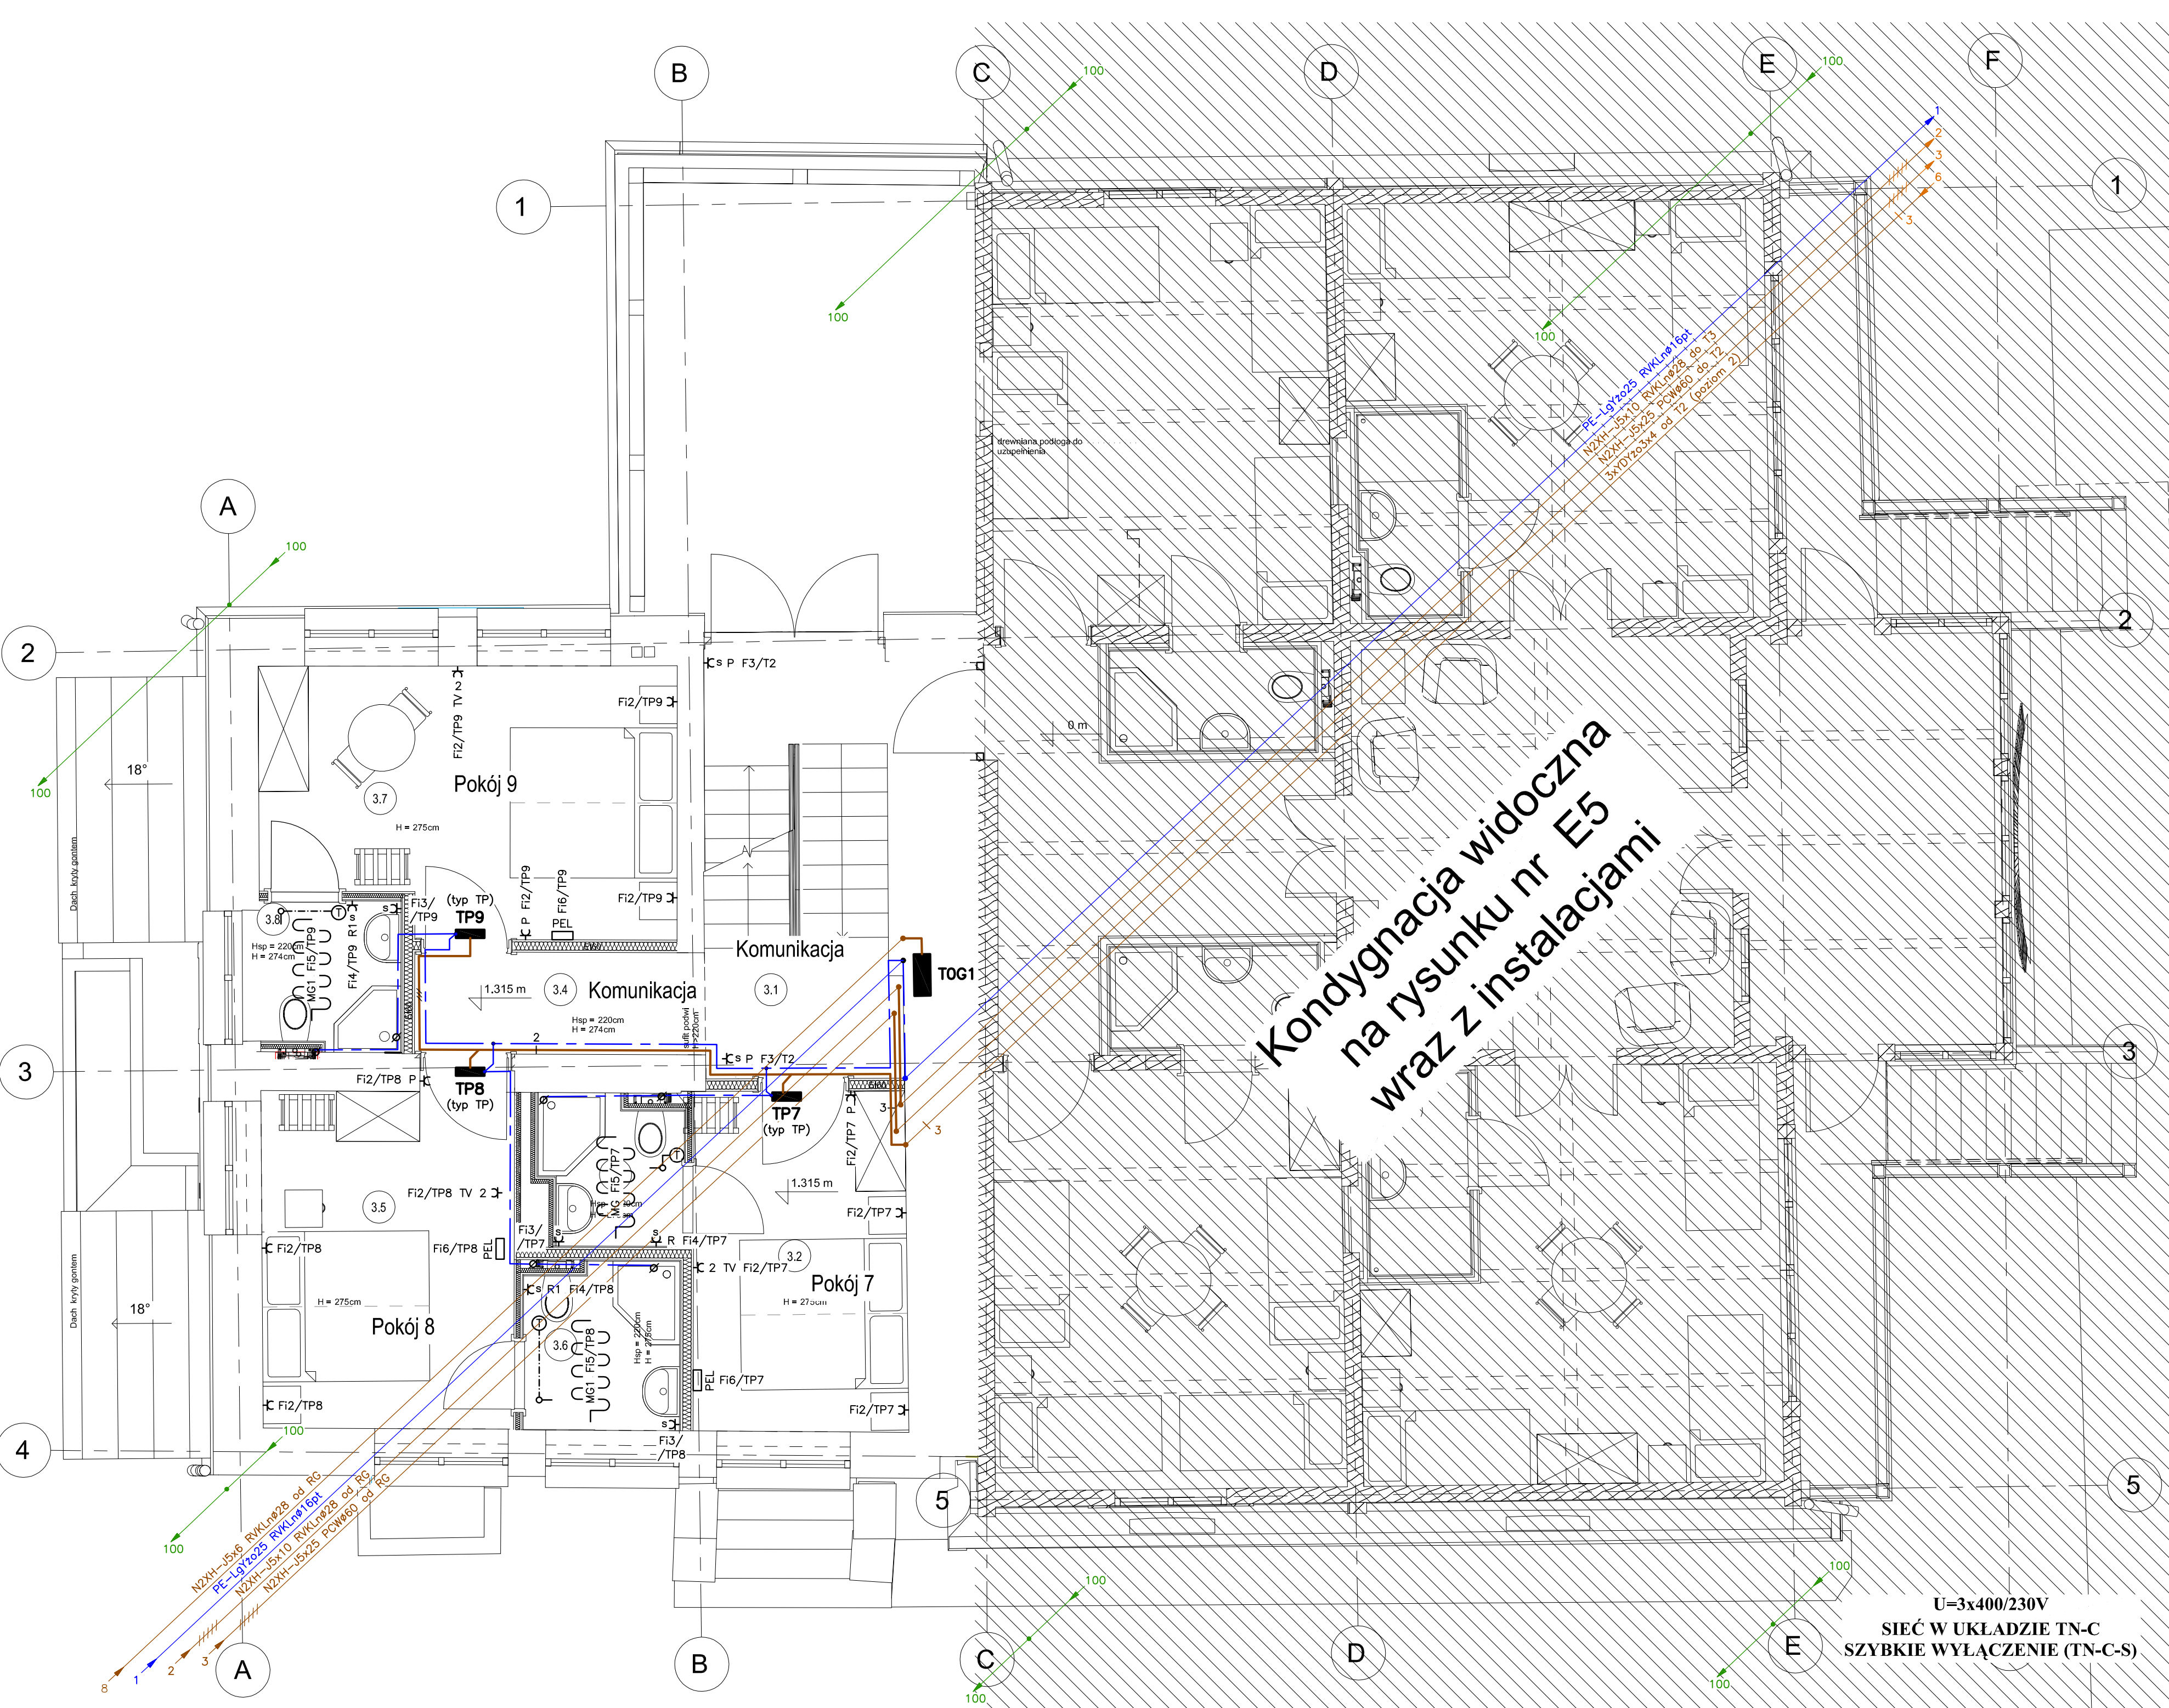 A
B
C
D
E
F
1
1
2
2
3
3
4
5
5
A
B
C
D
E
100
100
100
100
100
100
100
100
100
100
100
100
1
2
3
6
3
PE-LgYżo25 RVKLnø16pt
N2XH-J5x10 RVKLnø28 do T3
N2XH-J5x25 PCWø60 do T2
3xYDYżo3x4 od T2 (poziom 2)
drewniana podłoga do
uzupełnienia
0 m
s P F3/T2
2
Fi2/TP9 TV
Fi2/TP9
Pokój 9
3.7
H = 275cm
Fi2/TP9
P Fi2/TP9
Fi6/TP9
PEL
18°
Dach kryty gontem
3.8
Hsp = 220cm
H = 274cm
MG1 Fi5/TP9
T
s
Fi4/TP9 R1
s
Fi3/
/TP9
(typ TP)
TP9
Komunikacja
Komunikacja
TOG1
1.315 m
3.4
3.1
Hsp = 220cm
H = 274cm
sufit podwi
H>220cm
2
s P F3/T2
Fi2/TP8 P
TP8
(typ TP)
TP7
(typ TP)
Fi2/TP7 P
3
3
Fi2/TP8 TV 2
3.5
Fi2/TP8
Fi6/TP8
PEL
H = 275cm
Pokój 8
Fi2/TP8
18°
Dach kryty gontem
MG Fi5/TP7
T
Fi3/
/TP7
s
s
R Fi4/TP7
1.315 m
Fi2/TP7
3.2
2 TV Fi2/TP7
Pokój 7
H = 275cm
PEL
Fi6/TP7
Fi2/TP7
s R1 Fi4/TP8
T
3.6
MG1 Fi5/TP8
Hsp = 220cm
H = 275cm
s
Fi3/
/TP8
N2XH-J5x6 RVKLnø28 od RG
PE-LgYżo25 RVKLnø16pt
N2XH-J5x10 RVKLnø28 od RG
N2XH-J5x25 PCWø60 od RG
8
1
2
3
Kondygnacja widoczna
na rysunku nr E5
wraz z instalacjami
U=3x400/230V
SIEĆ W UKŁADZIE TN-C
SZYBKIE WYŁĄCZENIE (TN-C-S)